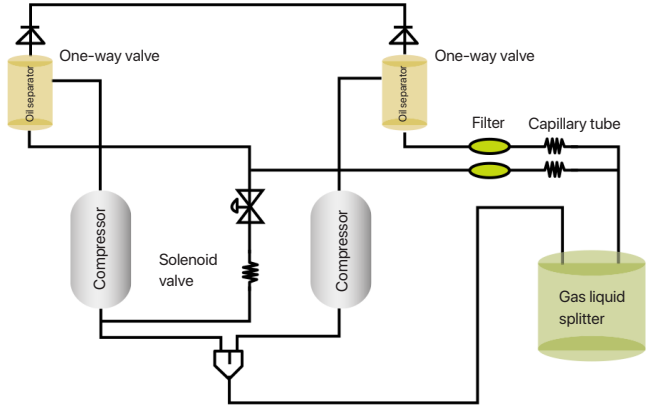 One-way valve
One-way valve
Oil separator
Oil separator
Filter
Capillary tube
Compressor
Solenoid
valve
Compressor
Gas liquid
splitter